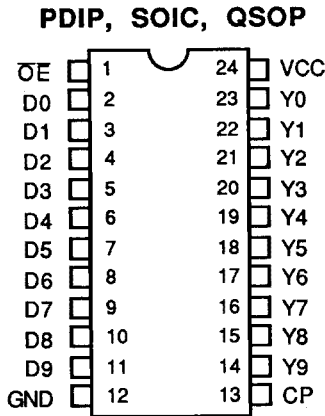 PDIP, SOIC, QSOP
OE 1 24 VCC
D0 2 23 Y0
D1 3 22 Y1
D2 4 21 Y2
D3 5 20 Y3
D4 6 19 Y4
D5 7 18 Y5
D6 8 17 Y6
D7 9 16 Y7
D8 10 15 Y8
D9 11 14 Y9
GND 12 13 CP